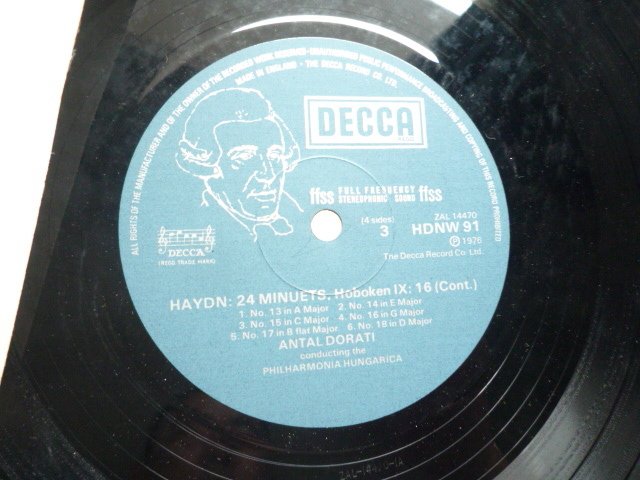 ALL RIGHTS OF THE MANUFACTURER AND OF THE OWNER OF THE RECORDED WORK RESERVED · UNAUTHORISED PUBLIC PERFORMANCE BROADCASTING AND COPYING OF THIS RECORD PROHIBITED
MADE IN ENGLAND · THE DECCA RECORD CO. LTD.
DECCA
ffss FULL FREQUENCY STEREOPHONIC SOUND ffss
DECCA
(REGD. TRADE MARK)
(4 sides)
3
ZAL 14470
HDNW 91
Ⓟ 1976
The Decca Record Co. Ltd.
HAYDN: 24 MINUETS. Hoboken IX: 16 (Cont.)
1. No. 13 in A Major 2. No. 14 in E Major
3. No. 15 in C Major 4. No. 16 in G Major
5. No. 17 in B flat Major 6. No. 18 in D Major
ANTAL DORATI
conducting the
PHILHARMONIA HUNGARICA